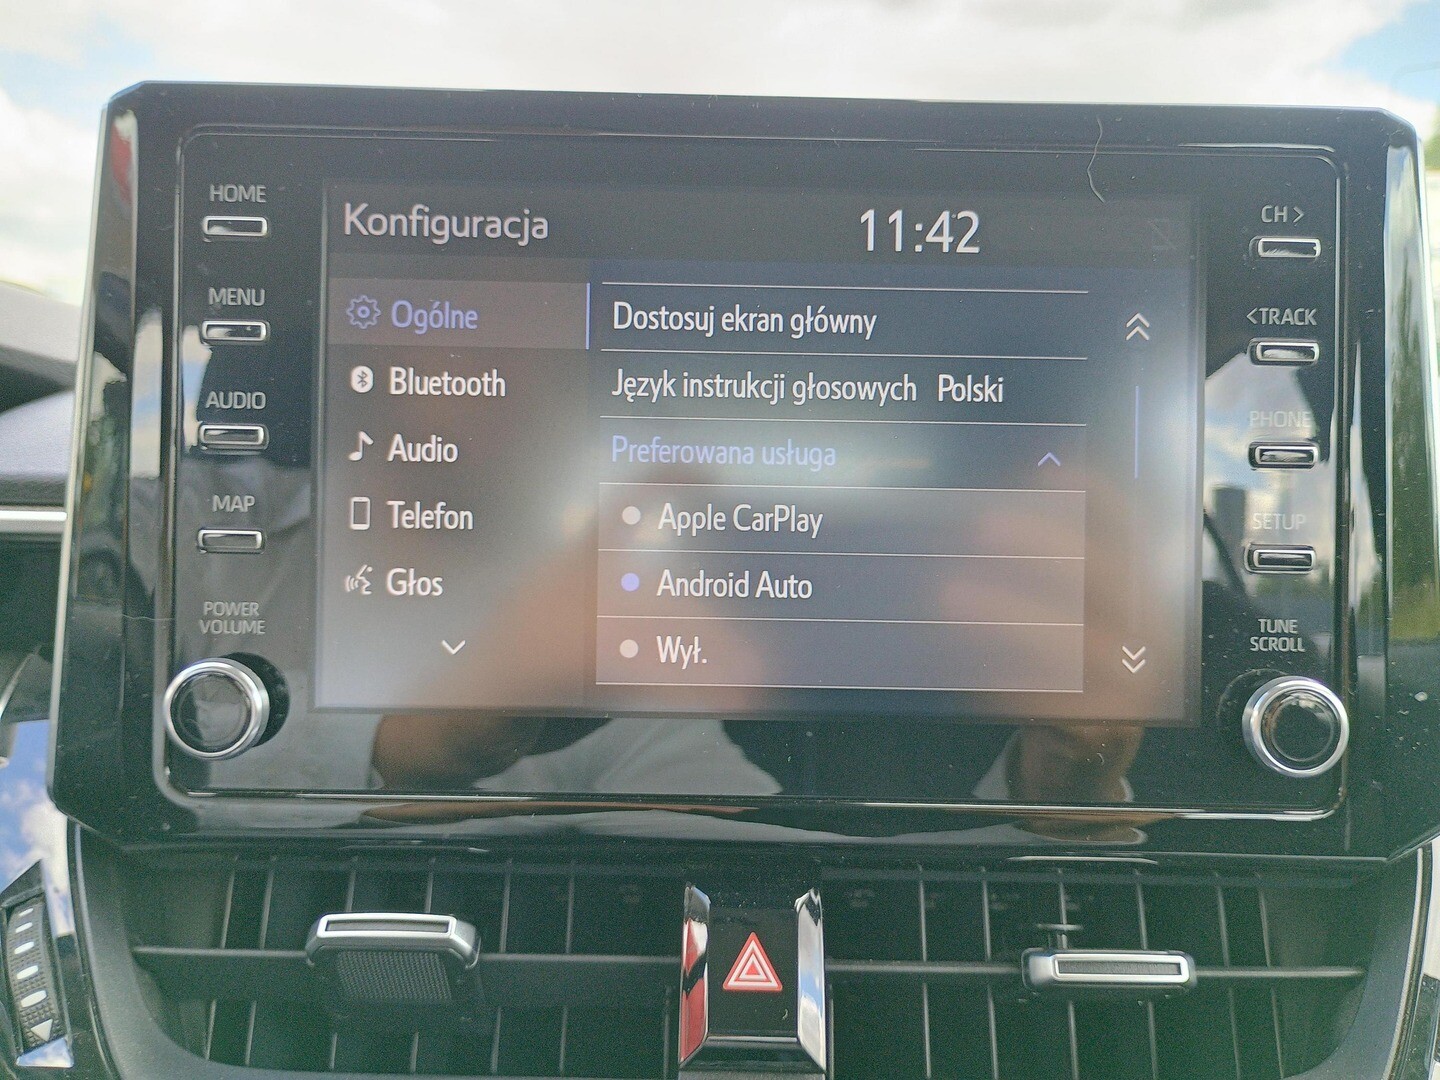 HOME
MENU
AUDIO
MAP
POWER
VOLUME
Konfiguracja
11:42
Ogólne
Bluetooth
Audio
Telefon
Głos
Dostosuj ekran główny
Język instrukcji głosowych Polski
Preferowana usługa
Apple CarPlay
Android Auto
Wył.
CH >
<TRACK
PHONE
SETUP
TUNE
SCROLL